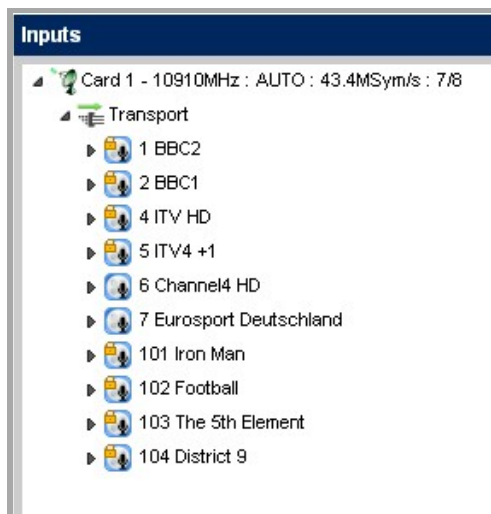 Inputs
Card 1 - 10910MHz : AUTO : 43.4MSym/s : 7/8
Transport
1 BBC2
2 BBC1
4 ITV HD
5 ITV4 +1
6 Channel4 HD
7 Eurosport Deutschland
101 Iron Man
102 Football
103 The 5th Element
104 District 9